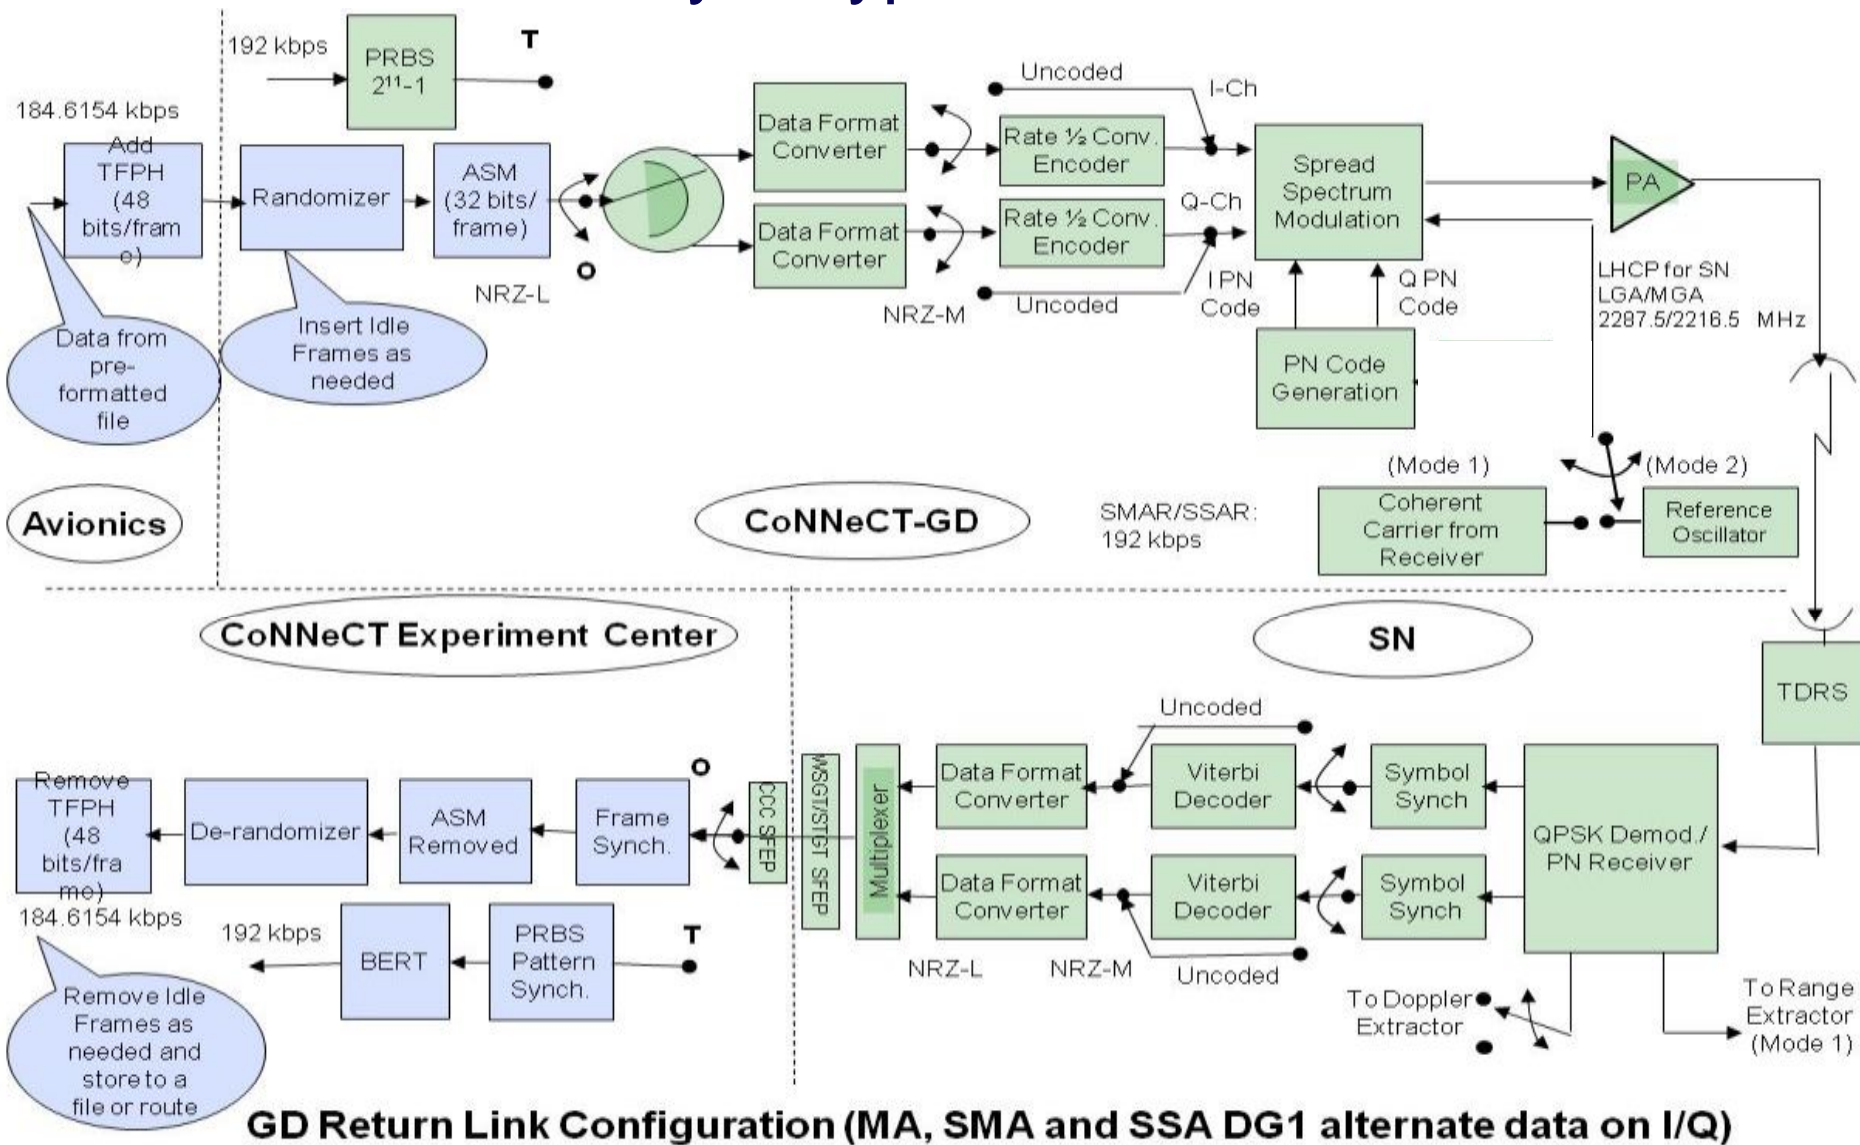 192 kbps
PRBS
2¹¹-1
T
184.6154 kbps
Add
TFPH
(48
bits/fram
e)
Randomizer
ASM
(32 bits/
frame)
O
NRZ-L
Data from
pre-
formatted
file
Insert Idle
Frames as
needed
Data Format
Converter
Data Format
Converter
NRZ-M
Uncoded
I-Ch
Rate ½ Conv.
Encoder
Q-Ch
Rate ½ Conv.
Encoder
Uncoded
Spread
Spectrum
Modulation
I PN
Code
Q PN
Code
PN Code
Generation
PA
LHCP for SN
LGA/MGA
2287.5/2216.5 MHz
(Mode 1)
(Mode 2)
Coherent
Carrier from
Receiver
Reference
Oscillator
SMAR/SSAR:
192 kbps
Avionics
CoNNeCT-GD
CoNNeCT Experiment Center
SN
TDRS
Remove
TFPH
(48
bits/fra
me)
De-randomizer
ASM
Removed
Frame
Synch.
O
CCC SFEP
WSGT/STGT SFEP
Multiplexer
Data Format
Converter
Data Format
Converter
Uncoded
Viterbi
Decoder
Viterbi
Decoder
Symbol
Synch
Symbol
Synch
QPSK Demod./
PN Receiver
184.6154 kbps
192 kbps
BERT
PRBS
Pattern
Synch.
T
NRZ-L
NRZ-M
Uncoded
To Doppler
Extractor
To Range
Extractor
(Mode 1)
Remove Idle
Frames as
needed and
store to a
file or route
GD Return Link Configuration (MA, SMA and SSA DG1 alternate data on I/Q)